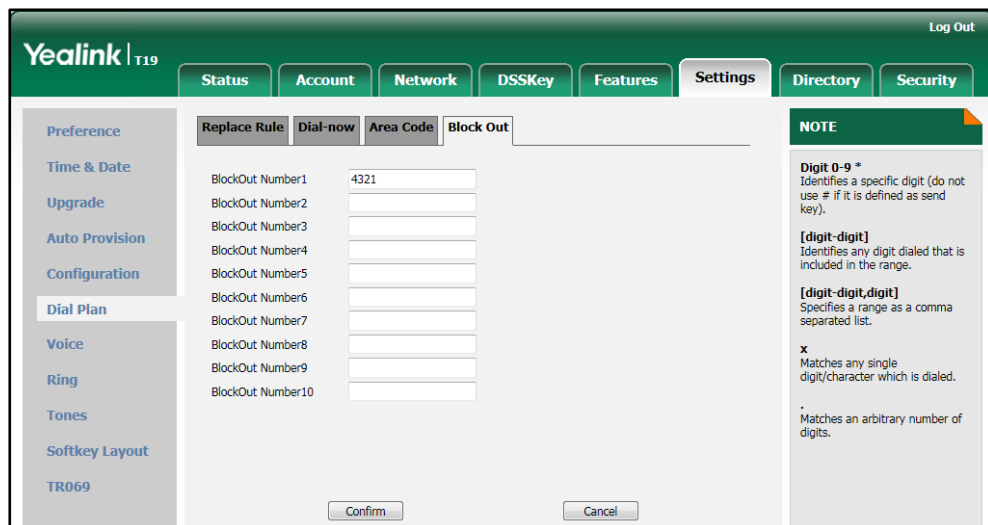 Log Out
Yealink | T19
Status Account Network DSSKey Features Settings Directory Security
Preference
Time & Date
Upgrade
Auto Provision
Configuration
Dial Plan
Voice
Ring
Tones
Softkey Layout
TR069
Replace Rule Dial-now Area Code Block Out
BlockOut Number1 4321
BlockOut Number2
BlockOut Number3
BlockOut Number4
BlockOut Number5
BlockOut Number6
BlockOut Number7
BlockOut Number8
BlockOut Number9
BlockOut Number10
Confirm Cancel
NOTE
Digit 0-9 *
Identifies a specific digit (do not
use # if it is defined as send
key).
[digit-digit]
Identifies any digit dialed that is
included in the range.
[digit-digit,digit]
Specifies a range as a comma
separated list.
x
Matches any single
digit/character which is dialed.
.
Matches an arbitrary number of
digits.